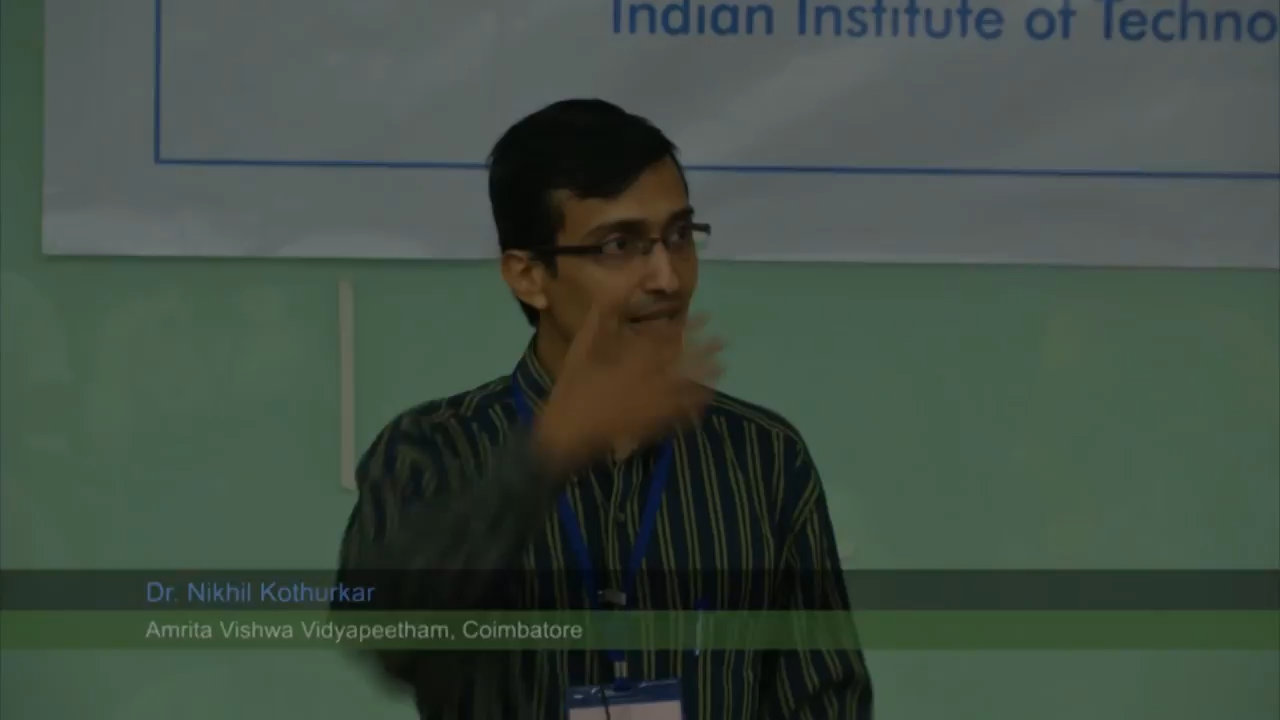 Indian Institute of Techno
Dr. Nikhil Kothurkar
Amrita Vishwa Vidyapeetham, Coimbatore